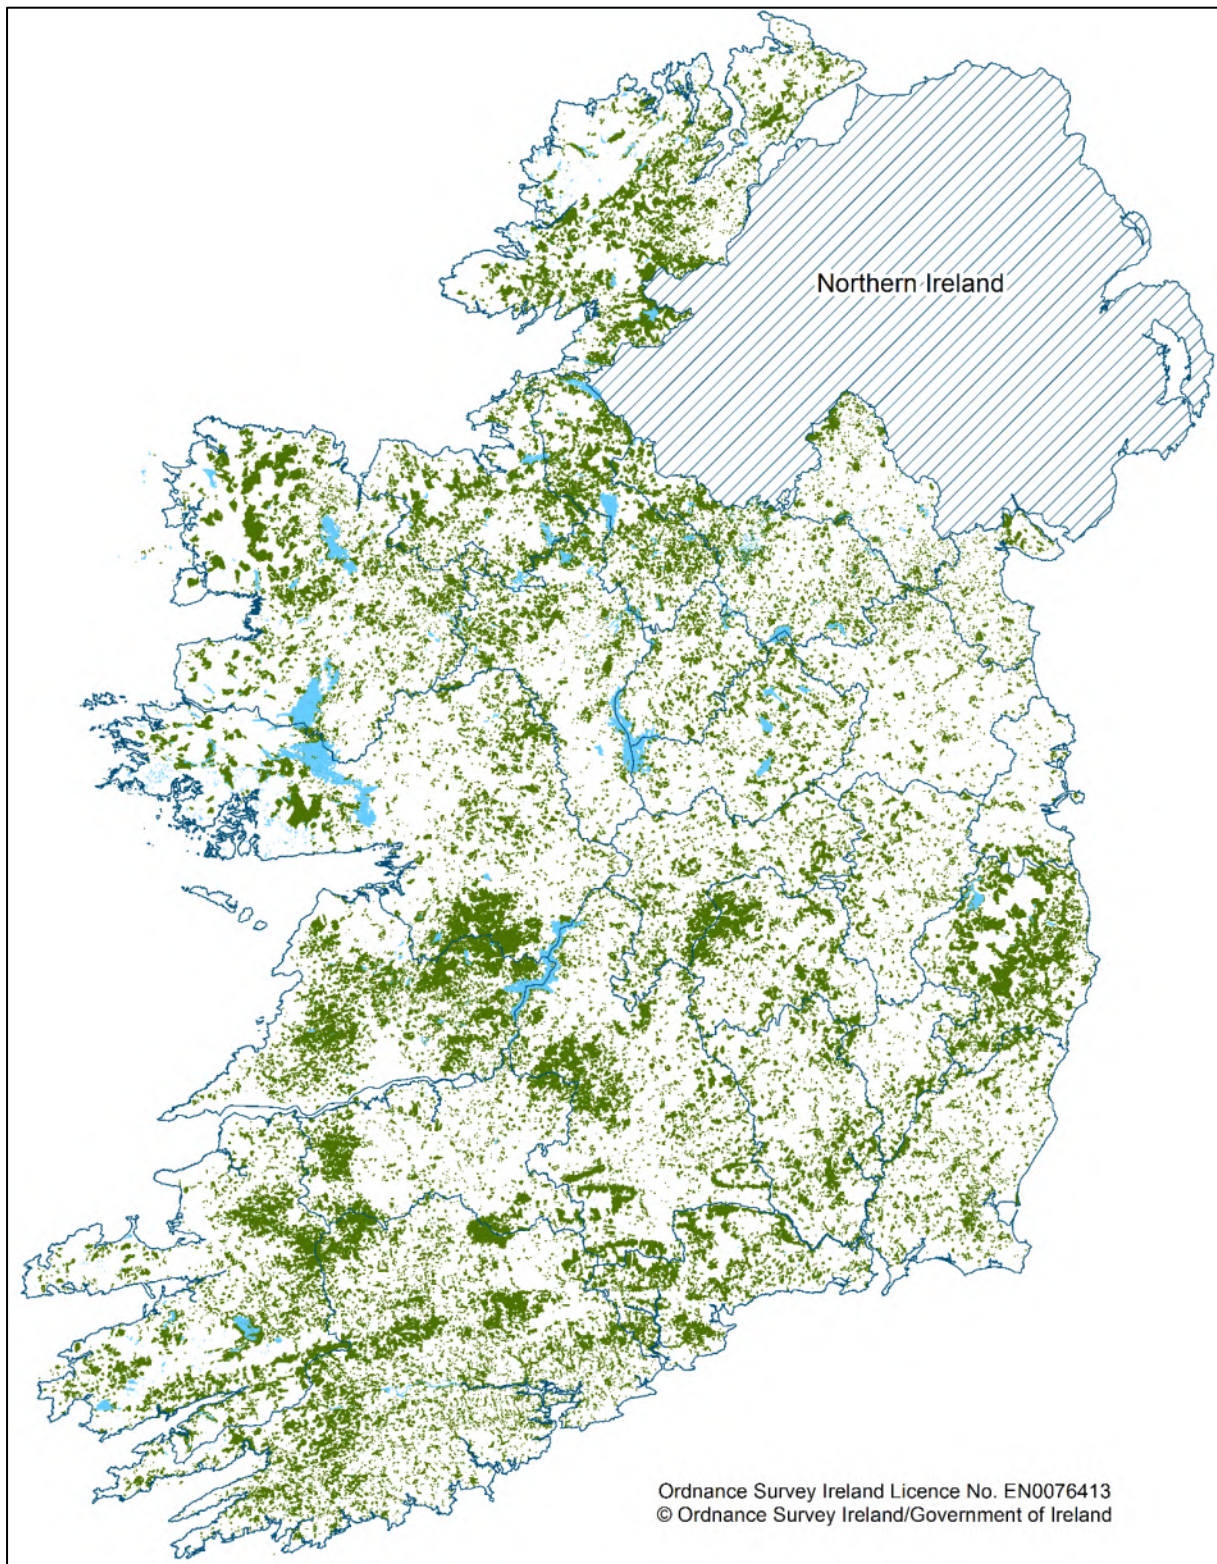 Northern Ireland
Ordnance Survey Ireland Licence No. EN0076413
© Ordnance Survey Ireland/Government of Ireland